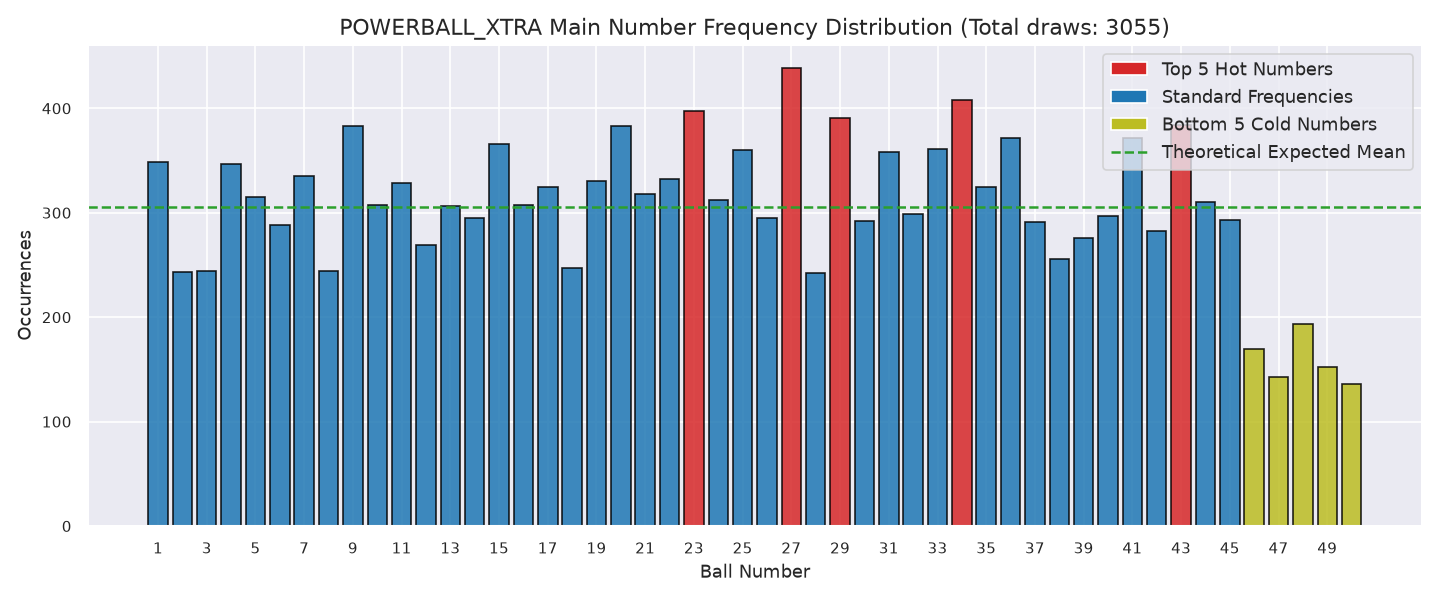 POWERBALL_XTRA Main Number Frequency Distribution (Total draws: 3055)
Top 5 Hot Numbers
Standard Frequencies
Bottom 5 Cold Numbers
Theoretical Expected Mean
Occurrences
400
300
200
100
0
1 3 5 7 9 11 13 15 17 19 21 23 25 27 29 31 33 35 37 39 41 43 45 47 49
Ball Number